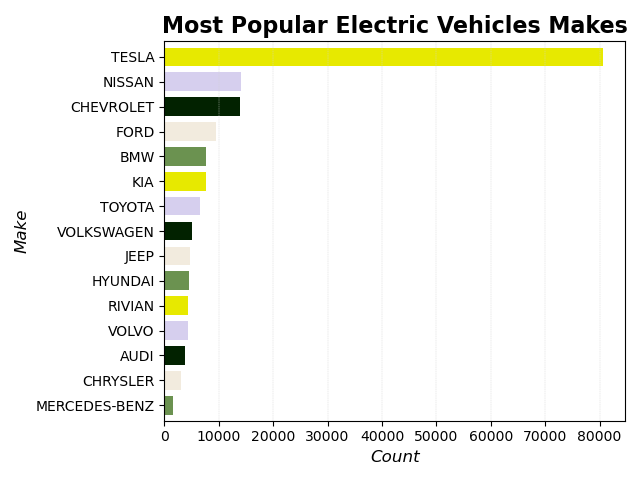 Most Popular Electric Vehicles Makes
TESLA
NISSAN
CHEVROLET
FORD
BMW
KIA
TOYOTA
VOLKSWAGEN
JEEP
HYUNDAI
RIVIAN
VOLVO
AUDI
CHRYSLER
MERCEDES-BENZ
Make
0 10000 20000 30000 40000 50000 60000 70000 80000
Count